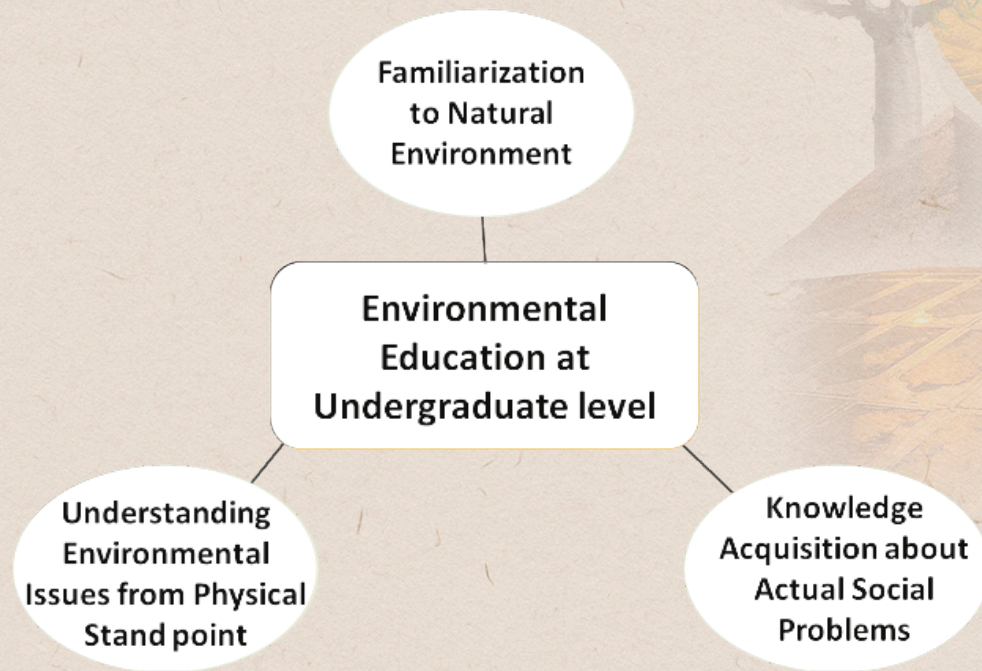 Familiarization
to Natural
Environment
Environmental
Education at
Undergraduate level
Understanding
Environmental
Issues from Physical
Stand point
Knowledge
Acquisition about
Actual Social
Problems